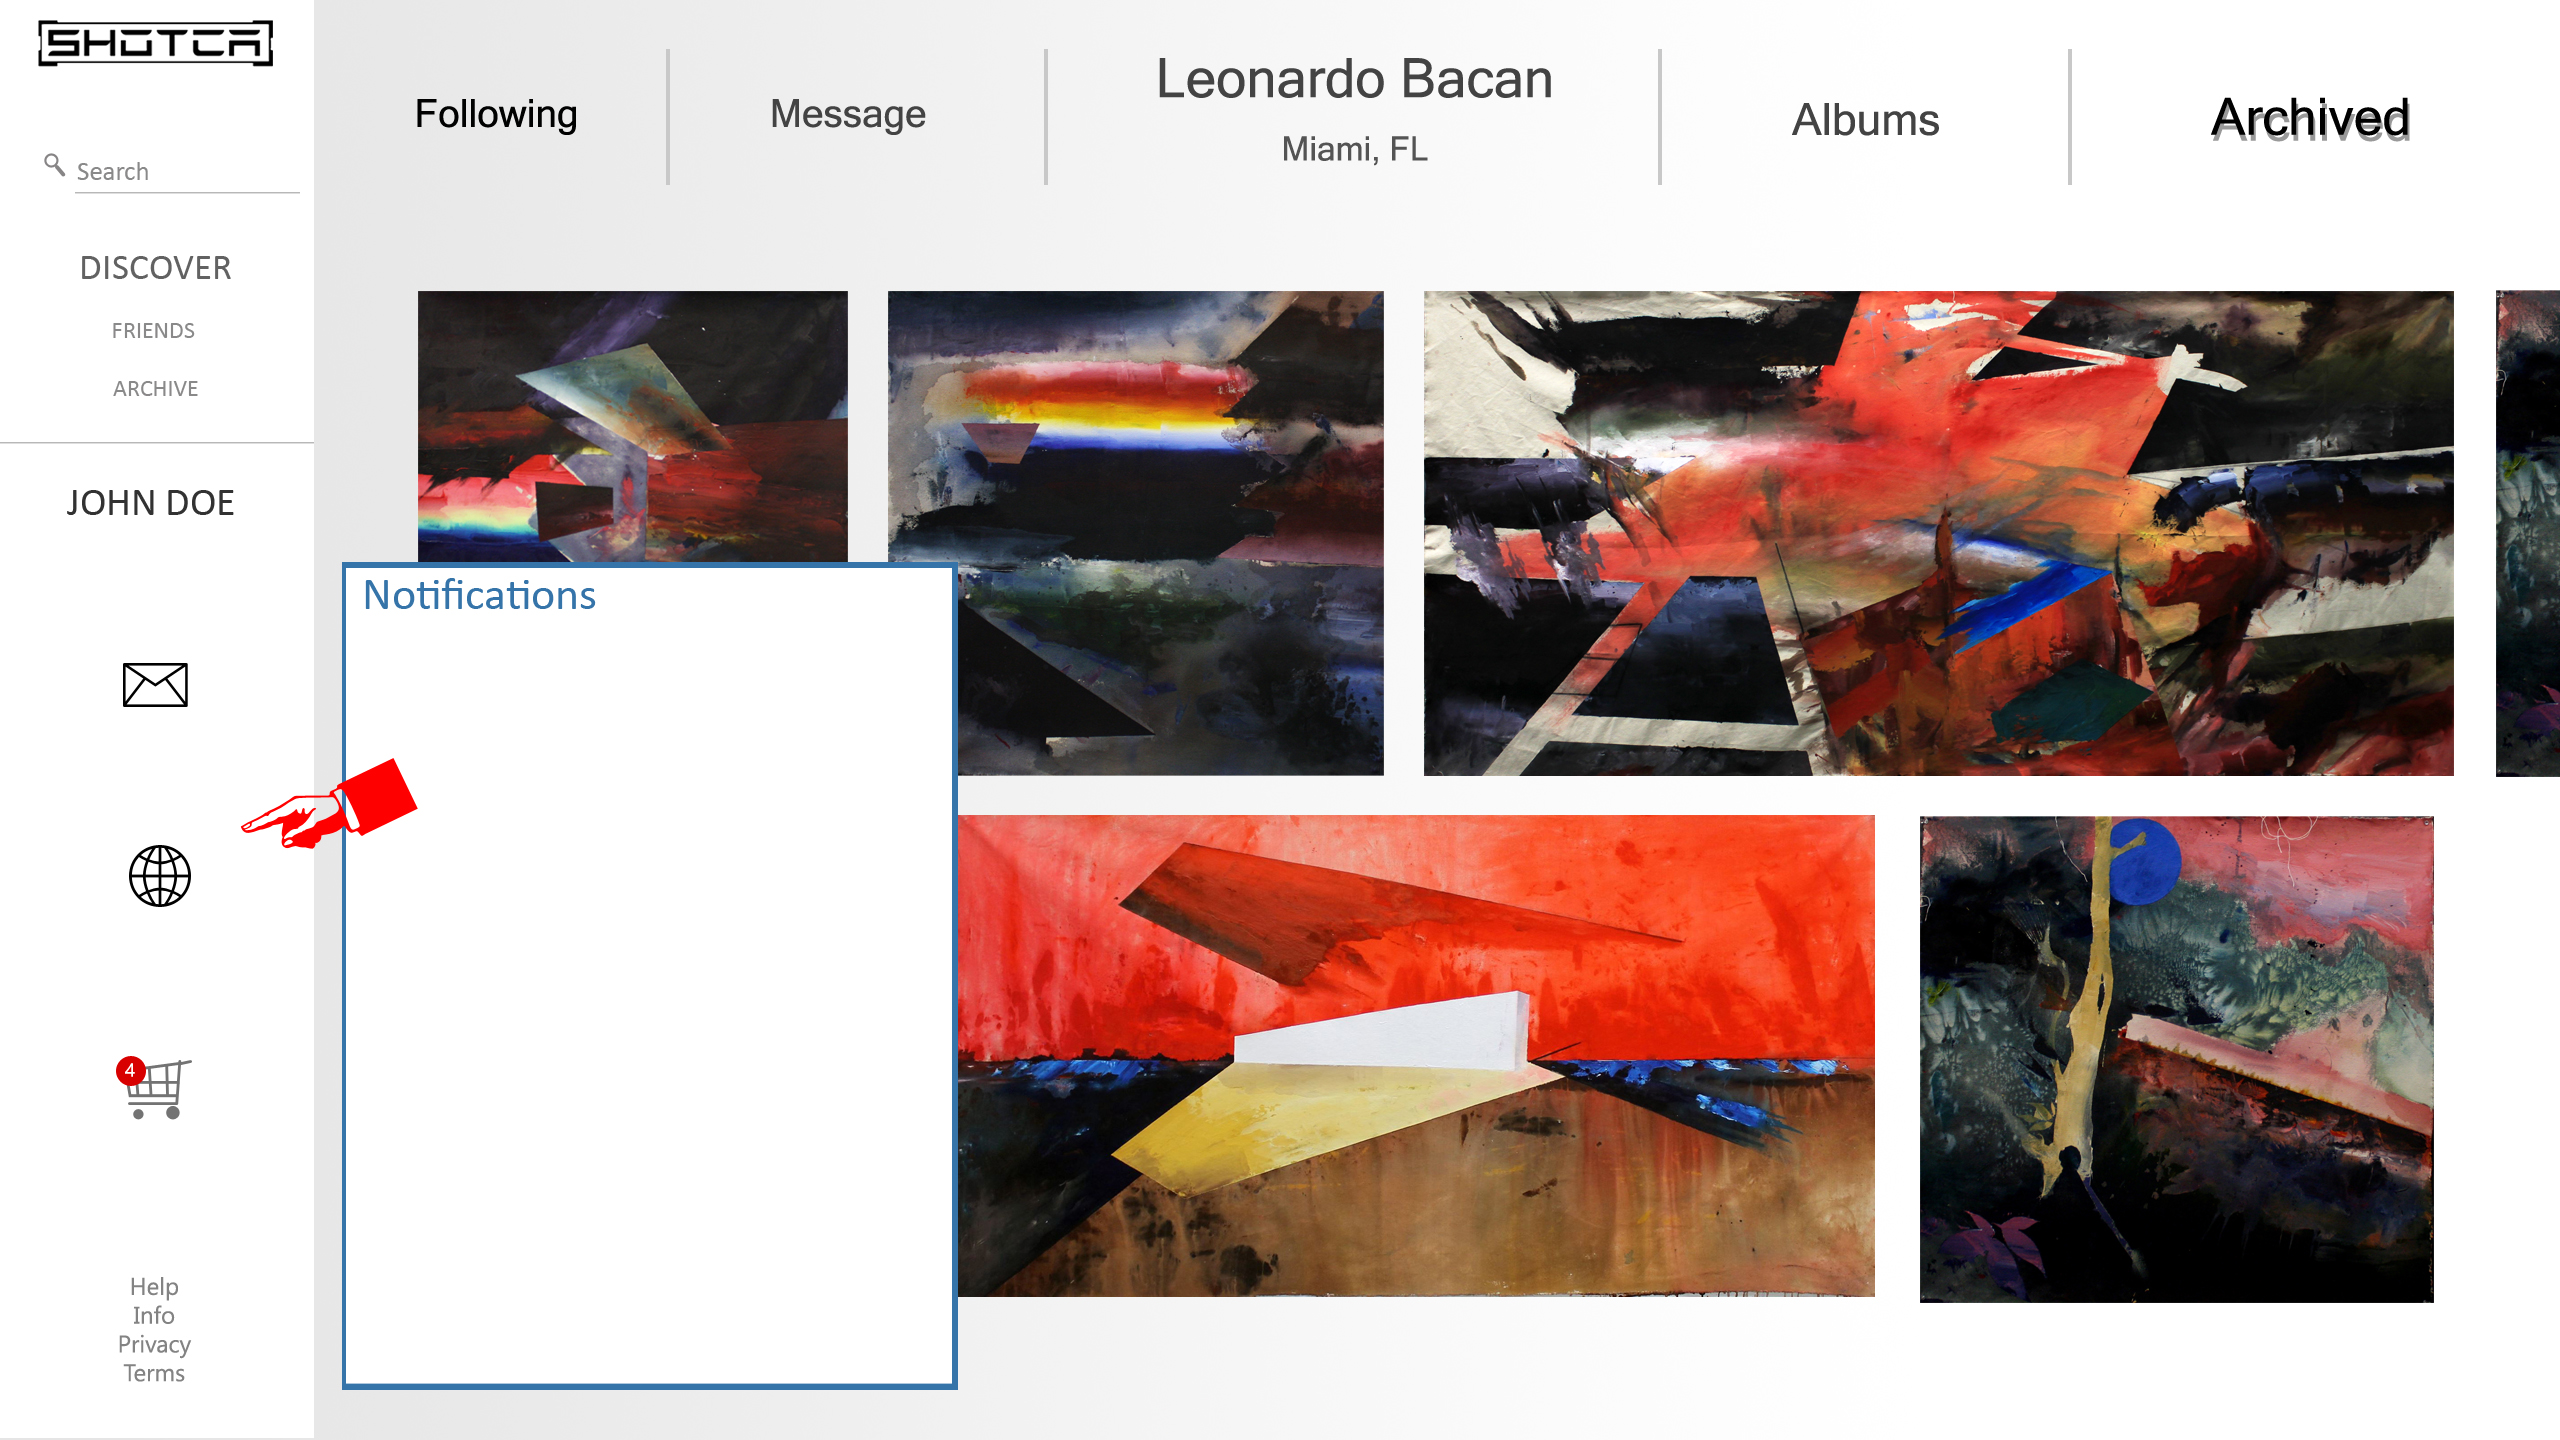 SHOTCA
Search
DISCOVER
FRIENDS
ARCHIVE
JOHN DOE
4
Help
Info
Privacy
Terms
Following
Message
Leonardo Bacan
Miami, FL
Albums
Archived
Notifications